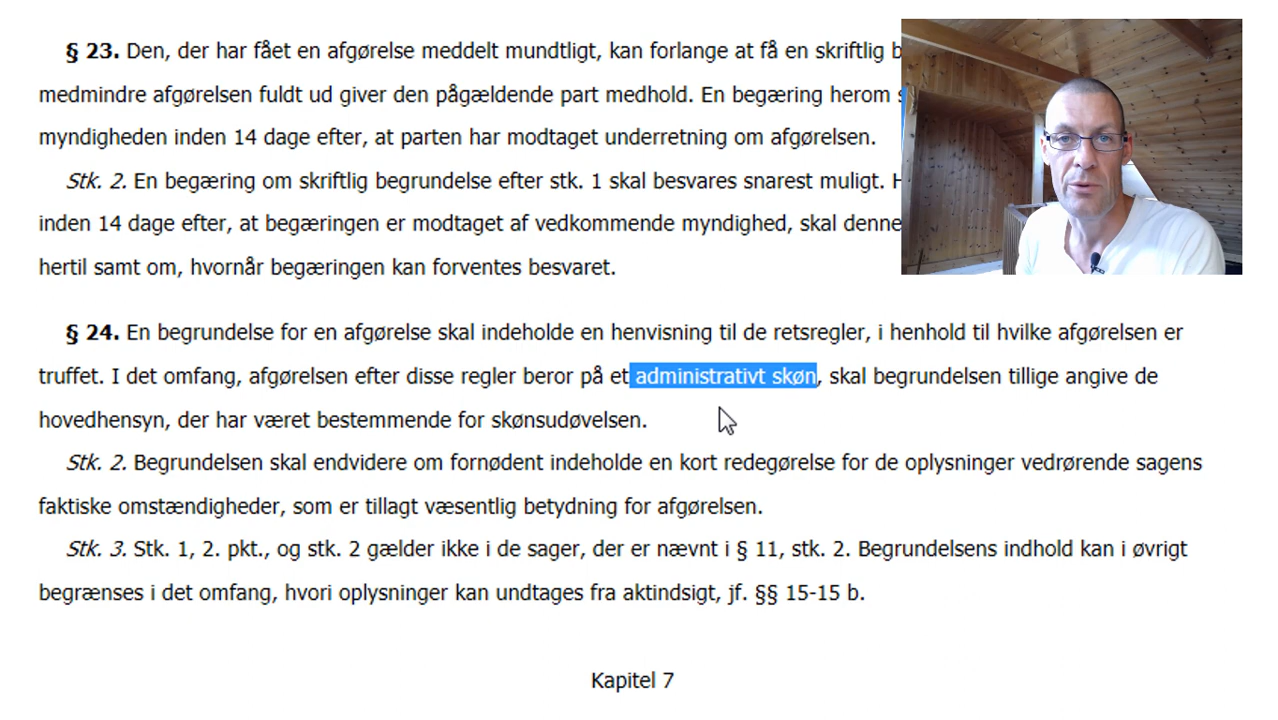 § 23. Den, der har fået en afgørelse meddelt mundtligt, kan forlange at få en skriftlig
medmindre afgørelsen fuldt ud giver den pågældende part medhold. En begæring herom
myndigheden inden 14 dage efter, at parten har modtaget underretning om afgørelsen.
Stk. 2. En begæring om skriftlig begrundelse efter stk. 1 skal besvares snarest muligt.
inden 14 dage efter, at begæringen er modtaget af vedkommende myndighed, skal denne
hertil samt om, hvornår begæringen kan forventes besvaret.
§ 24. En begrundelse for en afgørelse skal indeholde en henvisning til de retsregler, i henhold til hvilke afgørelsen er
truffet. I det omfang, afgørelsen efter disse regler beror på et administrativt skøn, skal begrundelsen tillige angive de
hovedhensyn, der har været bestemmende for skønsudøvelsen.
Stk. 2. Begrundelsen skal endvidere om fornødent indeholde en kort redegørelse for de oplysninger vedrørende sagens
faktiske omstændigheder, som er tillagt væsentlig betydning for afgørelsen.
Stk. 3. Stk. 1, 2. pkt., og stk. 2 gælder ikke i de sager, der er nævnt i § 11, stk. 2. Begrundelsens indhold kan i øvrigt
begrænses i det omfang, hvori oplysninger kan undtages fra aktindsigt, jf. §§ 15-15 b.
Kapitel 7